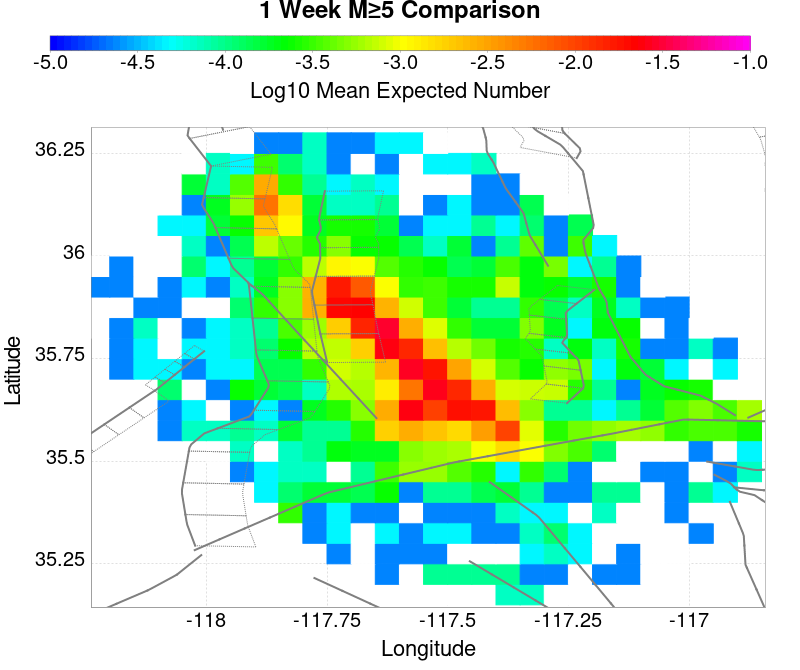 1 Week M≥5 Comparison
-5.0 -4.5 -4.0 -3.5 -3.0 -2.5 -2.0 -1.5 -1.0
Log10 Mean Expected Number
36.25
36
35.75
35.5
35.25
Latitude
-118 -117.75 -117.5 -117.25 -117
Longitude